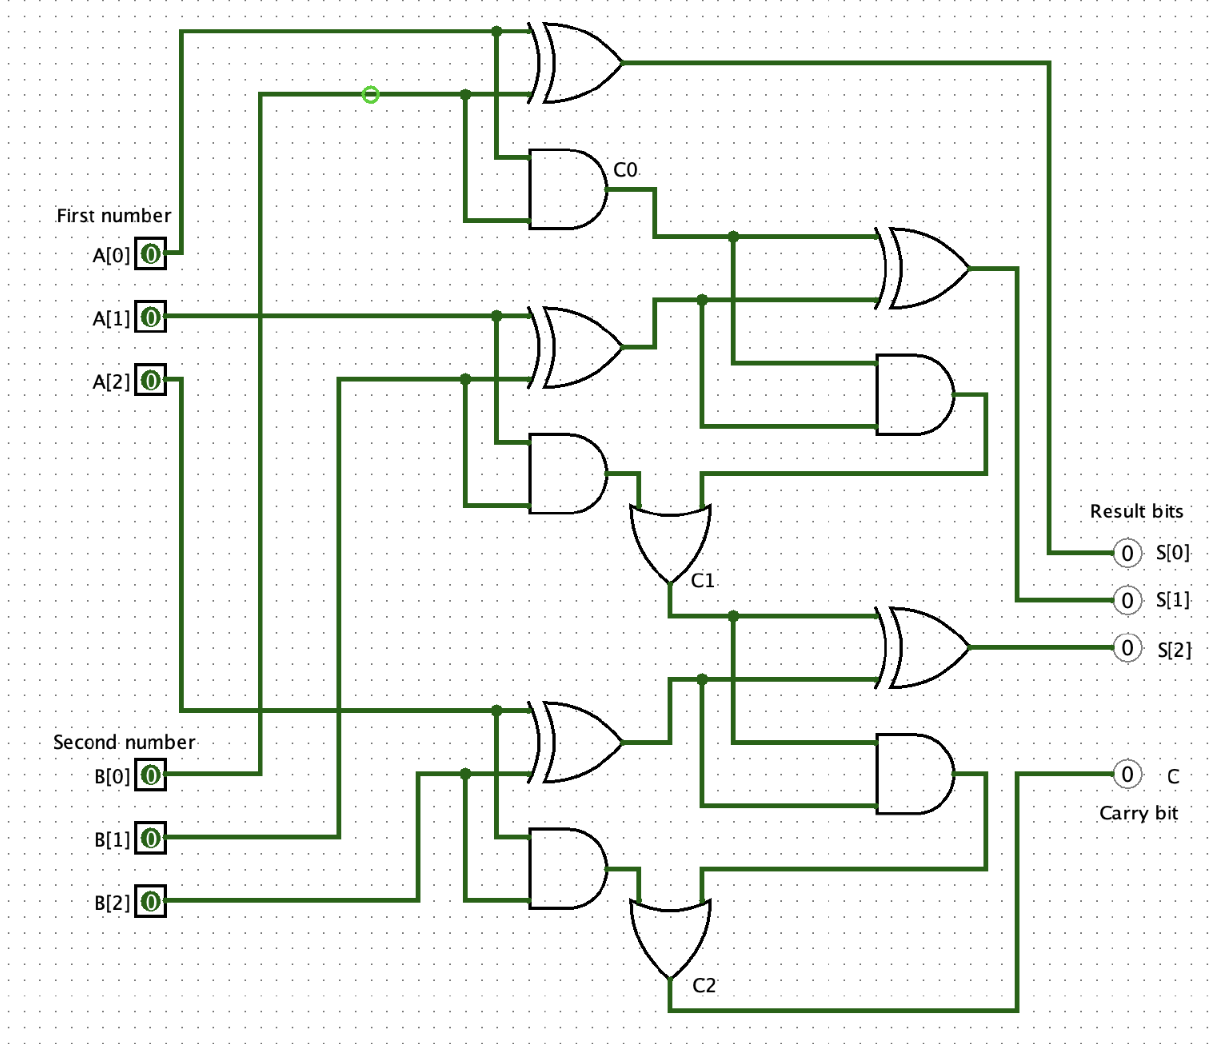 C0
First number
A[0] 0
A[1] 0
A[2] 0
C1
Result bits
0 S[0]
0 S[1]
0 S[2]
Second number
B[0] 0
B[1] 0
B[2] 0
0 C
Carry bit
C2